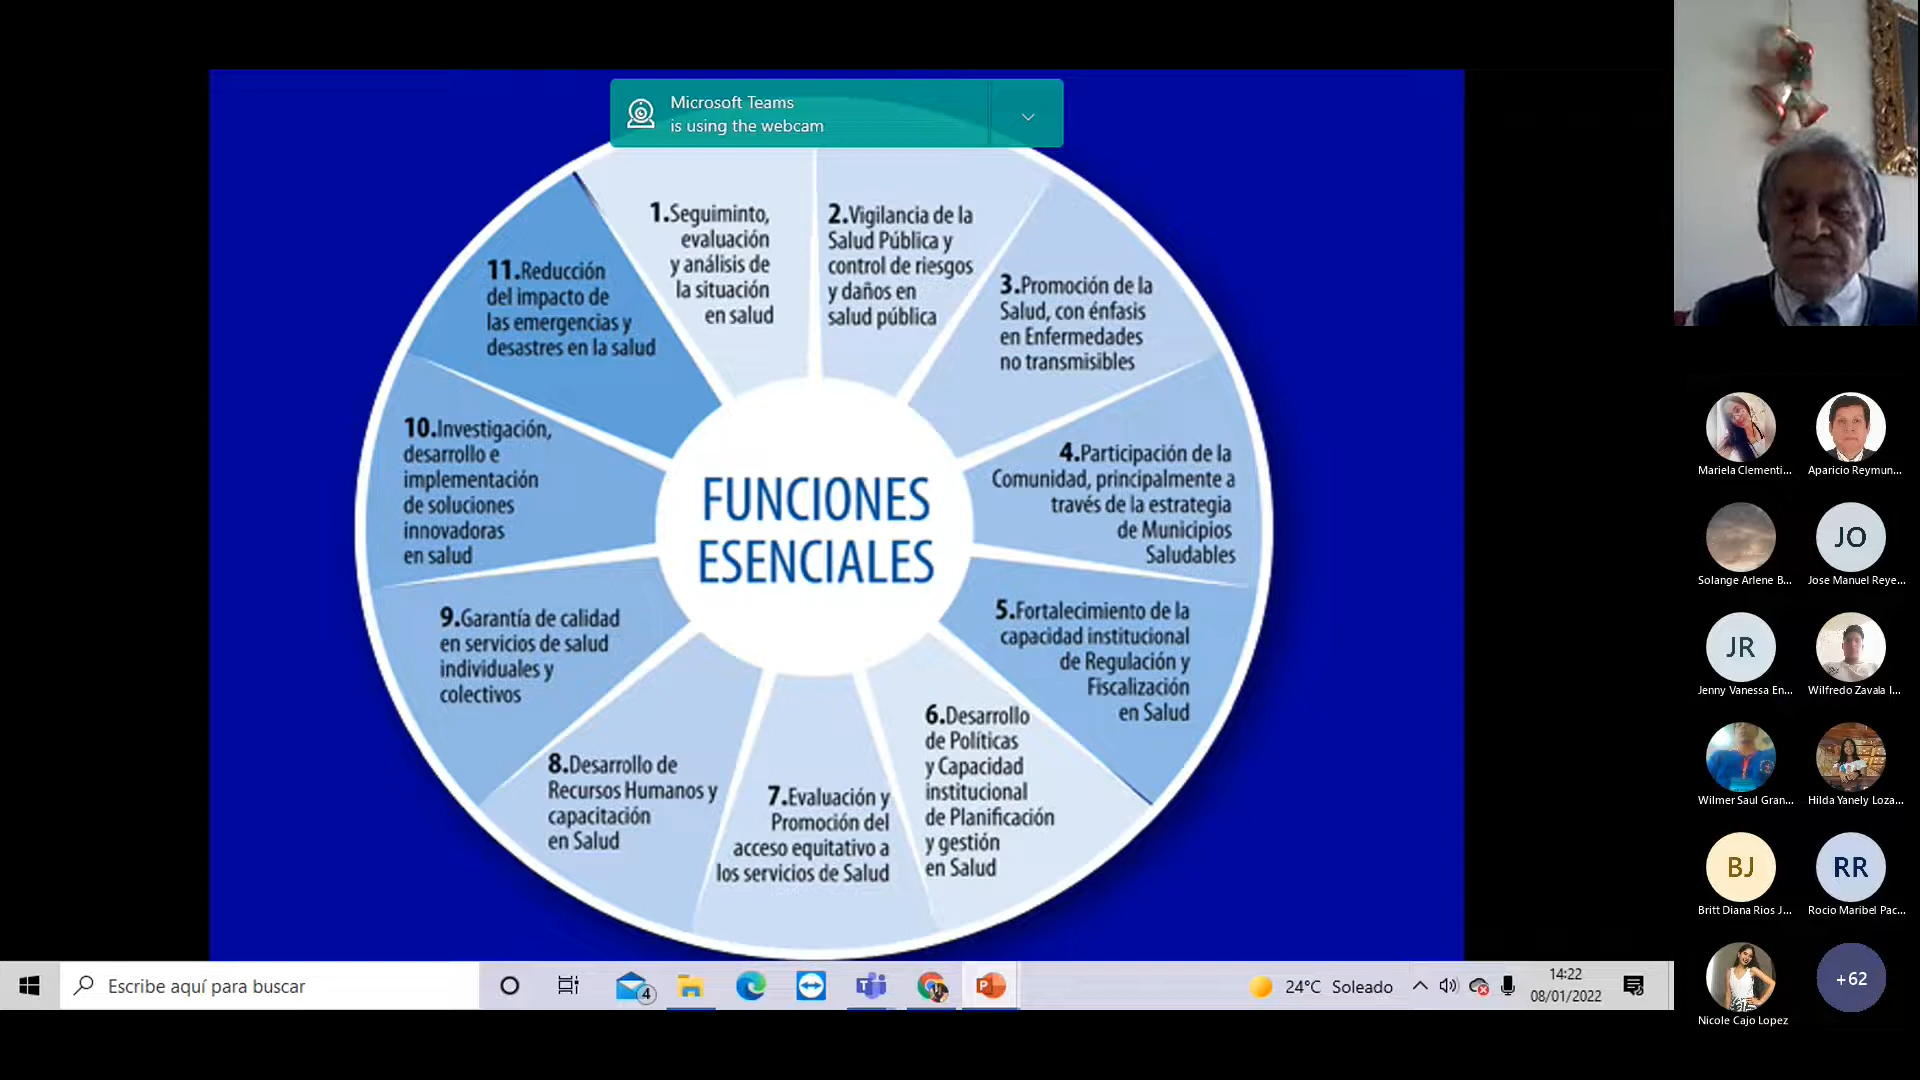 Microsoft Teams
is using the webcam
1.Seguiminto,
evaluación
y análisis de
la situación
en salud
2.Vigilancia de la
Salud Pública y
control de riesgos
y daños en
salud pública
3.Promoción de la
Salud, con énfasis
en Enfermedades
no transmisibles
4.Participación de la
Comunidad, principalmente a
través de la estrategia
de Municipios
Saludables
5.Fortalecimiento de la
capacidad institucional
de Regulación y
Fiscalización
en Salud
6.Desarrollo
de Políticas
y Capacidad
institucional
de Planificación
y gestión
en Salud
7.Evaluación y
Promoción del
acceso equitativo a
los servicios de Salud
8.Desarrollo de
Recursos Humanos y
capacitación
en Salud
9.Garantía de calidad
en servicios de salud
individuales y
colectivos
10.Investigación,
desarrollo e
implementación
de soluciones
innovadoras
en salud
11.Reducción
del impacto de
las emergencias y
desastres en la salud
FUNCIONES
ESENCIALES
Mariela Clementi...
Aparicio Reymun...
Solange Arlene B...
JO
Jose Manuel Reye...
JR
Jenny Vanessa En...
Wilfredo Zavala I...
Wilmer Saul Gran...
Hilda Yanely Loza...
BJ
Britt Diana Rios J...
RR
Rocio Maribel Pac...
Nicole Cajo Lopez
+62
Escribe aquí para buscar
4
24°C Soleado
14:22
08/01/2022